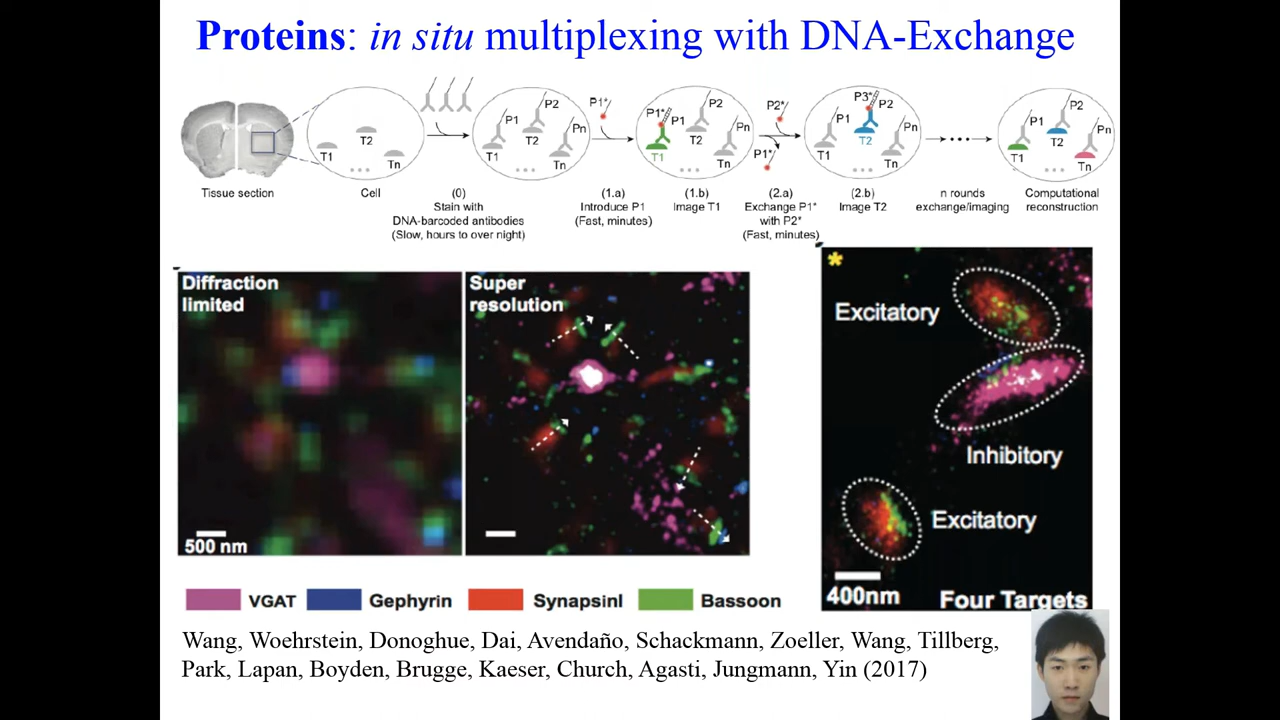 Proteins: in situ multiplexing with DNA-Exchange
T1
T2
Tn
P1
P2
Pn
T1
T2
Tn
P1*
P1*
P1
P2
Pn
T1
T2
Tn
P2*
P1*
P3*
P2
P1
Pn
T1
T2
Tn
P1
P2
Pn
T1
T2
Tn
Tissue section
Cell
(0)
Stain with
DNA-barcoded antibodies
(Slow, hours to over night)
(1.a)
Introduce P1
(Fast, minutes)
(1.b)
Image T1
(2.a)
Exchange P1*
with P2*
(Fast, minutes)
(2.b)
Image T2
n rounds
exchange/imaging
Computational
reconstruction
Diffraction
limited
500 nm
Super
resolution
*
Excitatory
Inhibitory
Excitatory
400nm
Four Targets
VGAT
Gephyrin
SynapsinI
Bassoon
Wang, Woehrstein, Donoghue, Dai, Avendaño, Schackmann, Zoeller, Wang, Tillberg,
Park, Lapan, Boyden, Brugge, Kaeser, Church, Agasti, Jungmann, Yin (2017)